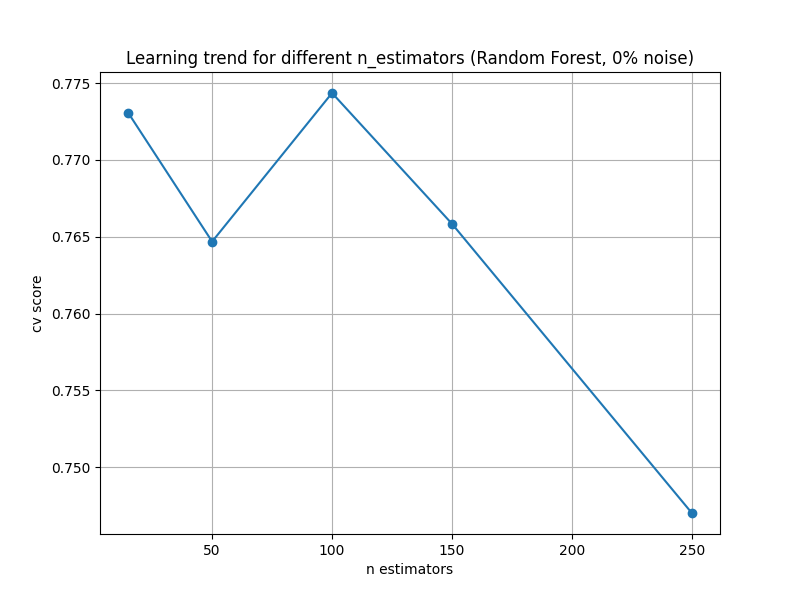 Learning trend for different n_estimators (Random Forest, 0% noise)
0.775
0.770
0.765
0.760
0.755
0.750
cv score
50 100 150 200 250
n estimators